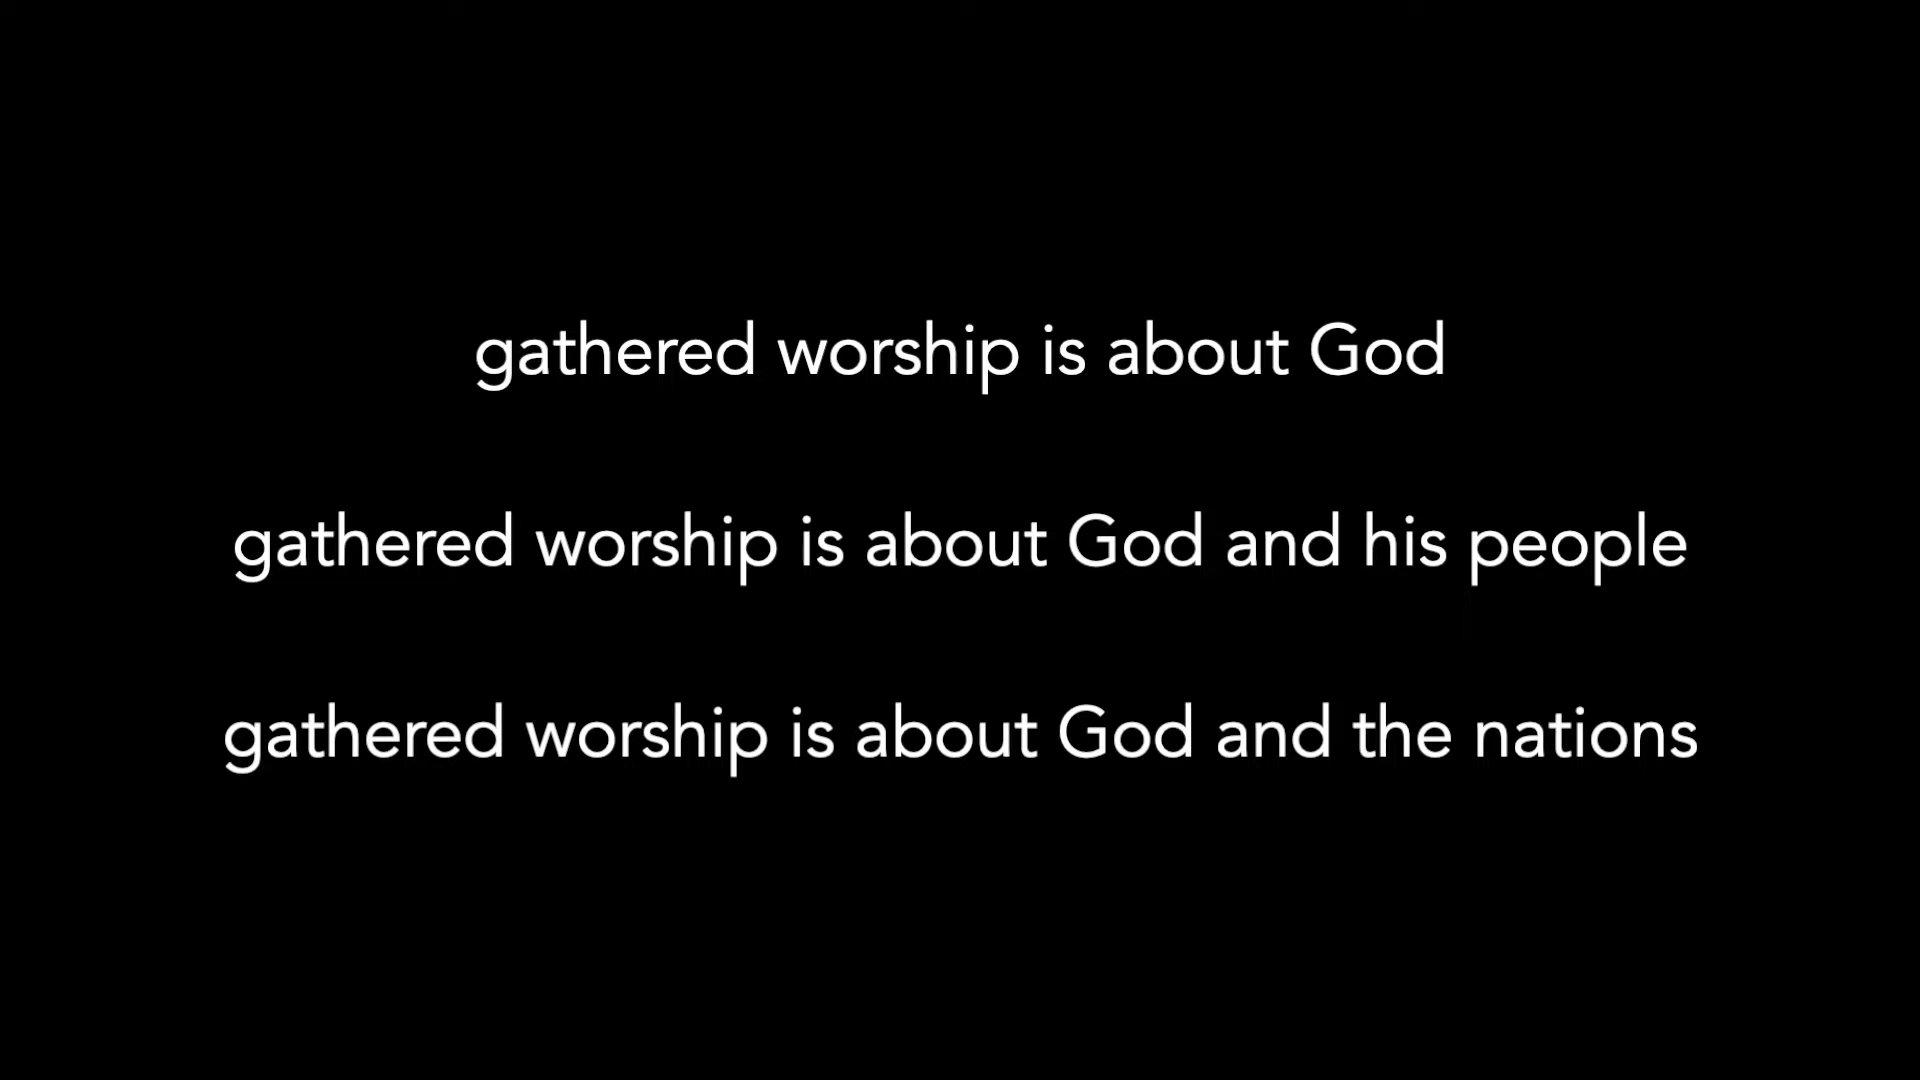 gathered worship is about God
gathered worship is about God and his people
gathered worship is about God and the nations